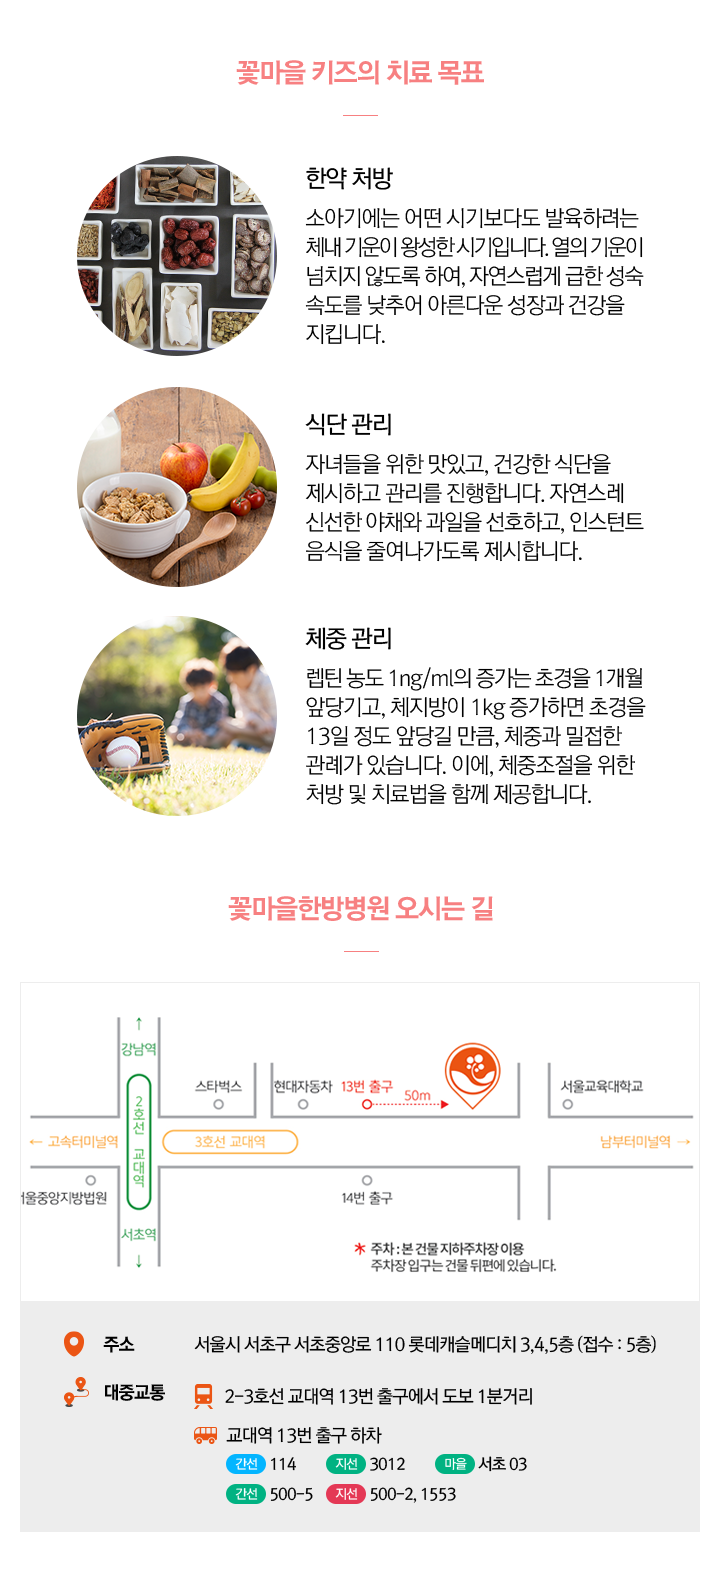 꽃마을 키즈의 치료 목표
한약 처방
소아기에는 어떤 시기보다도 발육하려는
체내 기운이 왕성한 시기입니다. 열의 기운이
넘치지 않도록 하여, 자연스럽게 급한 성숙
속도를 낮추어 아른다운 성장과 건강을
지킵니다.
식단 관리
자녀들을 위한 맛있고, 건강한 식단을
제시하고 관리를 진행합니다. 자연스레
신선한 야채와 과일을 선호하고, 인스턴트
음식을 줄여나가도록 제시합니다.
체중 관리
렙틴 농도 1ng/ml의 증가는 초경을 1개월
앞당기고, 체지방이 1kg 증가하면 초경을
13일 정도 앞당길 만큼, 체중과 밀접한
관례가 있습니다. 이에, 체중조절을 위한
처방 및 치료법을 함께 제공합니다.
꽃마을한방병원 오시는 길
↑
강남역
스타벅스
현대자동차
13번 출구
50m
서울교육대학교
2호선 교대역
← 고속터미널역
3호선 교대역
남부터미널역 →
서울중앙지방법원
14번 출구
서초역
↓
* 주차 : 본 건물 지하주차장 이용
주차장 입구는 건물 뒤편에 있습니다.
주소 서울시 서초구 서초중앙로 110 롯데캐슬메디치 3,4,5층 (접수 : 5층)
대중교통 2-3호선 교대역 13번 출구에서 도보 1분거리
교대역 13번 출구 하차
간선 114 지선 3012 마을 서초 03
간선 500-5 지선 500-2, 1553